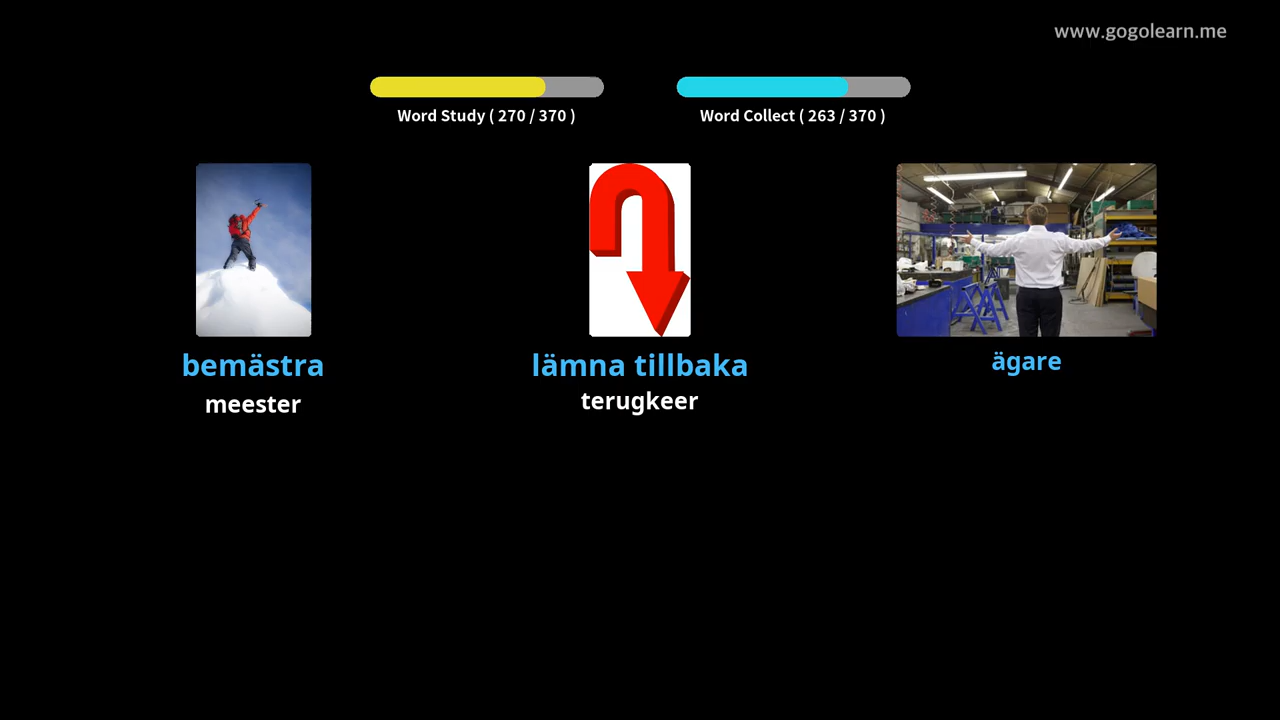 www.gogolearn.me
Word Study ( 270 / 370 )
Word Collect ( 263 / 370 )
bemästra
meester
lämna tillbaka
terugkeer
ägare